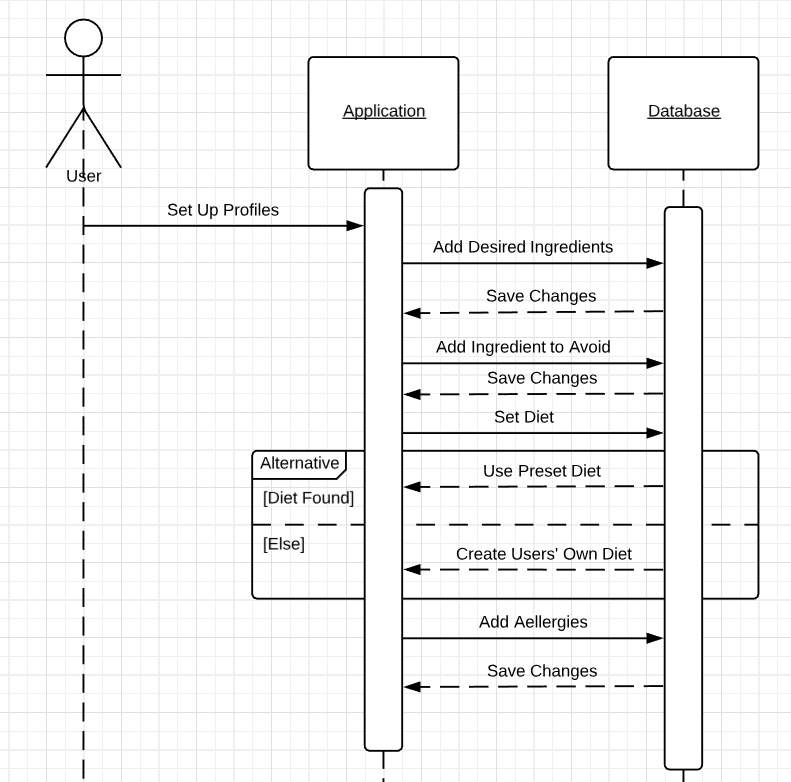 Application
Database
User
Set Up Profiles
Add Desired Ingredients
Save Changes
Add Ingredient to Avoid
Save Changes
Set Diet
Alternative
Use Preset Diet
[Diet Found]
[Else]
Create Users' Own Diet
Add Aellergies
Save Changes